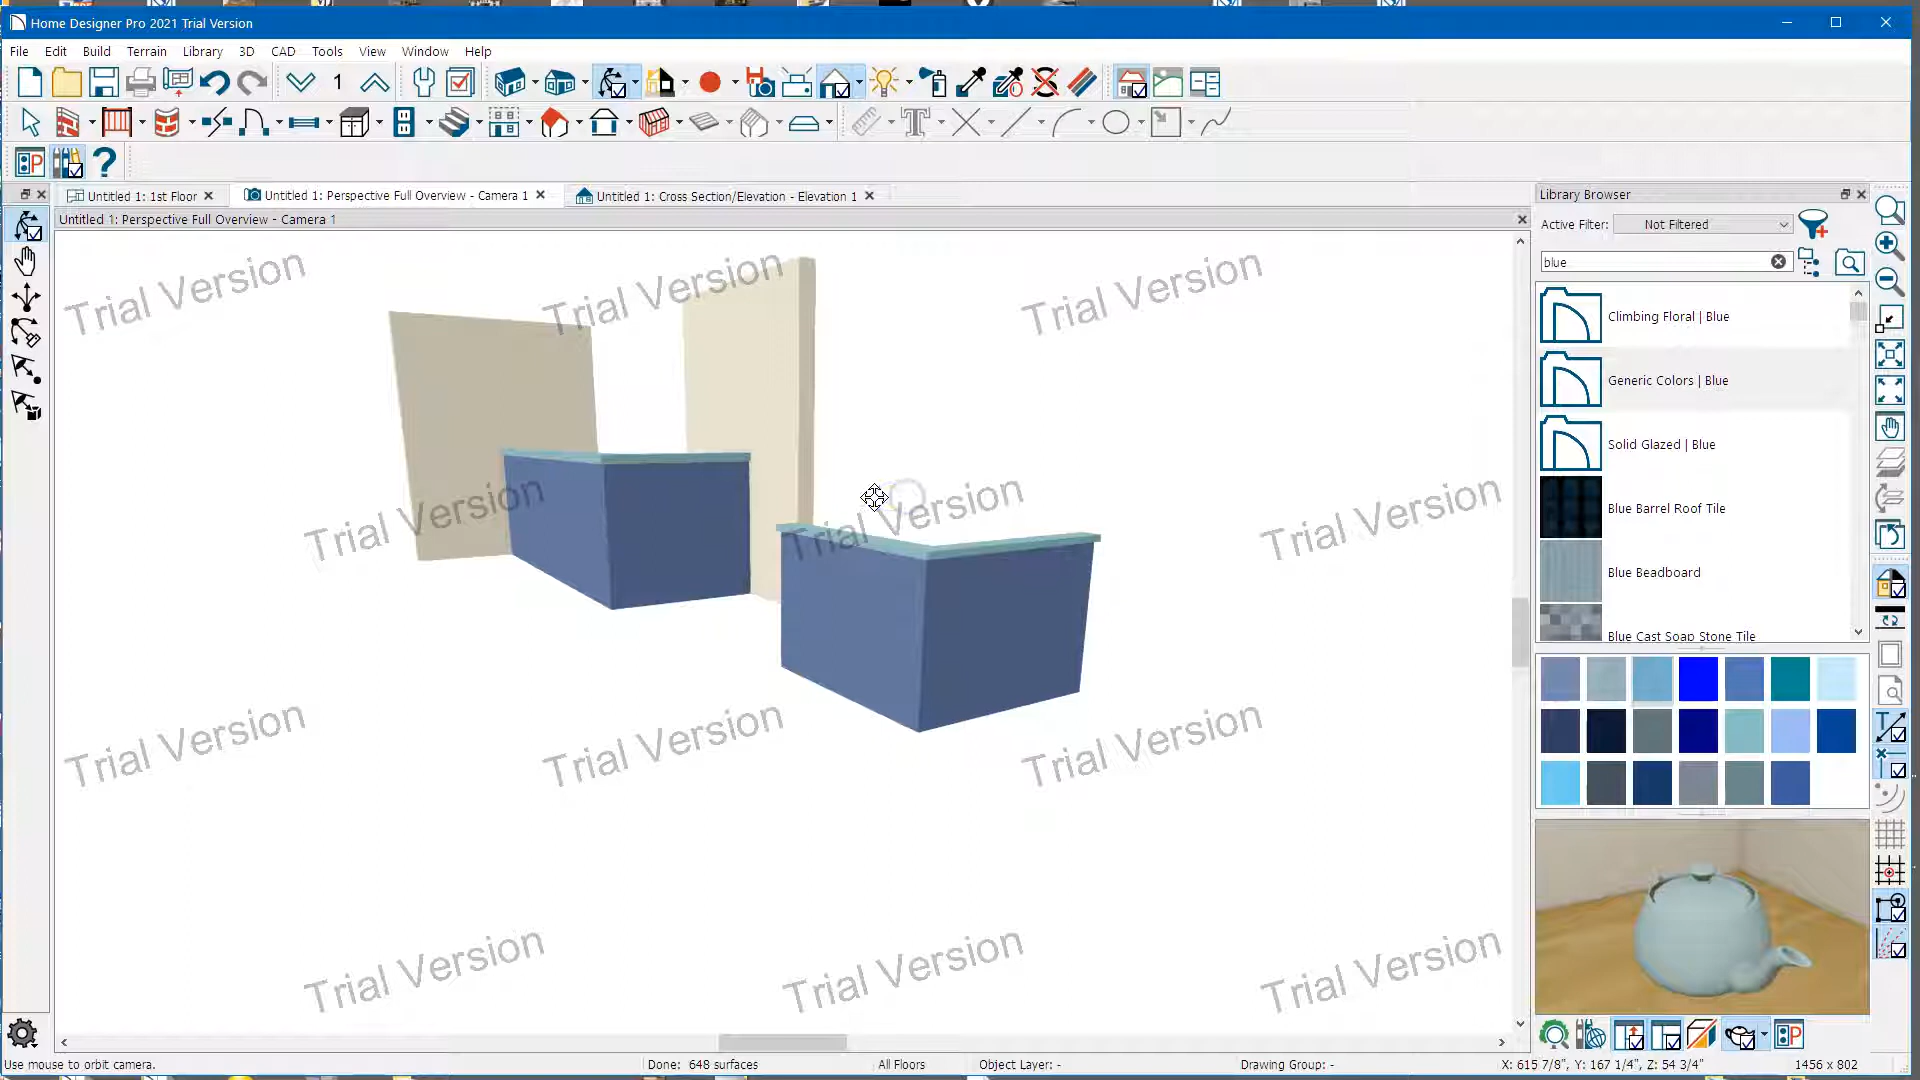 Home Designer Pro 2021 Trial Version
File Edit Build Terrain Library 3D CAD Tools View Window Help
1
Untitled 1: 1st Floor
Untitled 1: Perspective Full Overview - Camera 1
Untitled 1: Cross Section/Elevation - Elevation 1
Untitled 1: Perspective Full Overview - Camera 1
Library Browser
Active Filter: Not Filtered
blue
Climbing Floral | Blue
Generic Colors | Blue
Solid Glazed | Blue
Blue Barrel Roof Tile
Blue Beadboard
Blue Cast Soap Stone Tile
Trial Version
Trial Version
Trial Version
Trial Version
Trial Version
Trial Version
Trial Version
Trial Version
Trial Version
Trial Version
Trial Version
Trial Version
Use mouse to orbit camera.
Done: 648 surfaces
All Floors
Object Layer: -
Drawing Group: -
X: 615 7/8", Y: 167 1/4", Z: 54 3/4"
1456 x 802